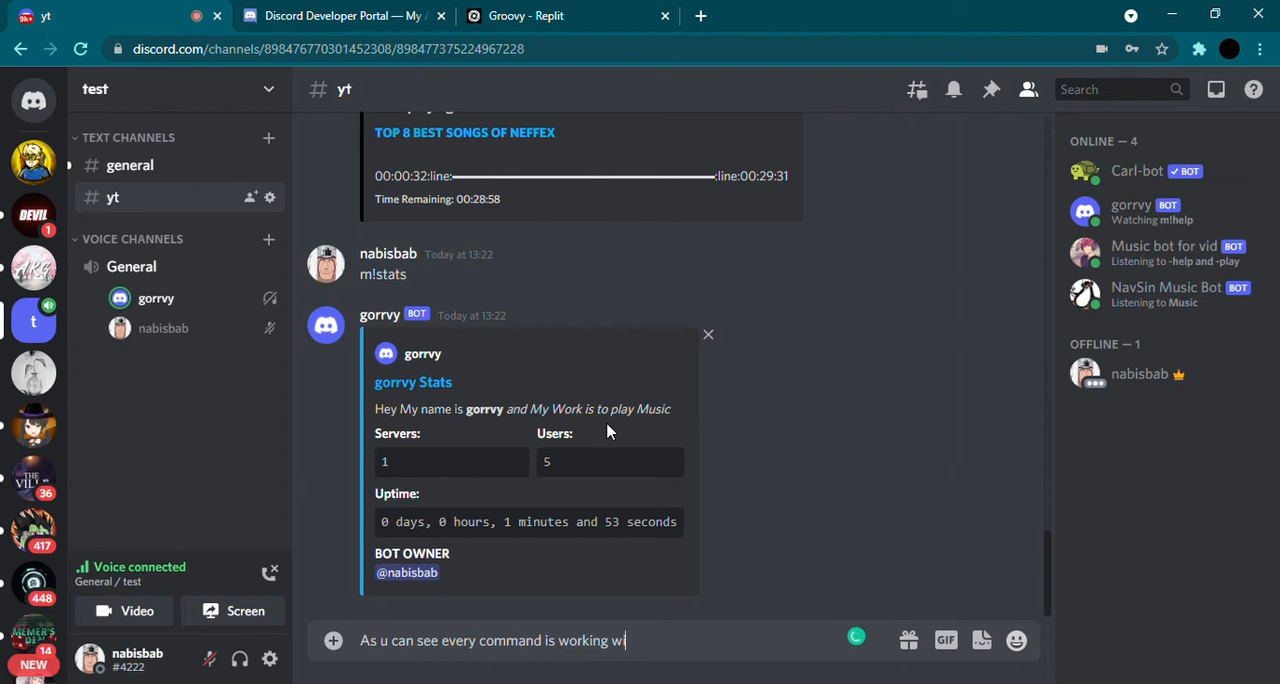 9k+ yt
Discord Developer Portal — My A
Groovy - Replit
discord.com/channels/898476770301452308/898477375224967228
test
# yt
Search
TEXT CHANNELS
# general
# yt
VOICE CHANNELS
General
gorrvy
nabisbab
DEVIL
1
t
THE
36
417
448
MEMER'S
14
NEW
Voice connected
General / test
Video
Screen
nabisbab
#4222
TOP 8 BEST SONGS OF NEFFEX
00:00:32:line:
:line:00:29:31
Time Remaining: 00:28:58
nabisbab Today at 13:22
m!stats
gorrvy BOT Today at 13:22
gorrvy
gorrvy Stats
Hey My name is gorrvy and My Work is to play Music
Servers: Users:
1 5
Uptime:
0 days, 0 hours, 1 minutes and 53 seconds
BOT OWNER
@nabisbab
As u can see every command is working wi
GIF
ONLINE — 4
Carl-bot ✓ BOT
gorrvy BOT
Watching m!help
Music bot for vid BOT
Listening to -help and -play
NavSin Music Bot BOT
Listening to Music
OFFLINE — 1
nabisbab